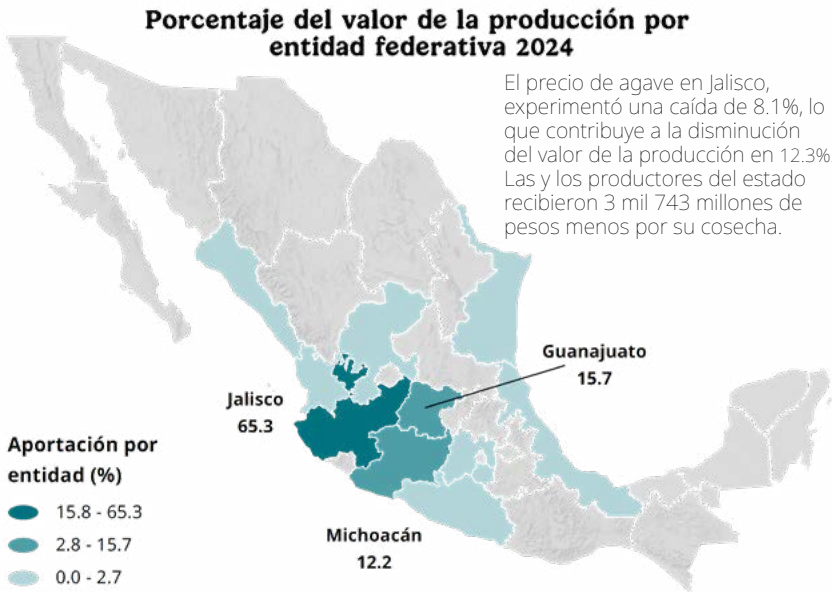 Porcentaje del valor de la producción por
entidad federativa 2024
El precio de agave en Jalisco,
experimentó una caída de 8.1%, lo
que contribuye a la disminución
del valor de la producción en 12.3%
Las y los productores del estado
recibieron 3 mil 743 millones de
pesos menos por su cosecha.
Guanajuato
15.7
Jalisco
65.3
Michoacán
12.2
Aportación por
entidad (%)
15.8 - 65.3
2.8 - 15.7
0.0 - 2.7